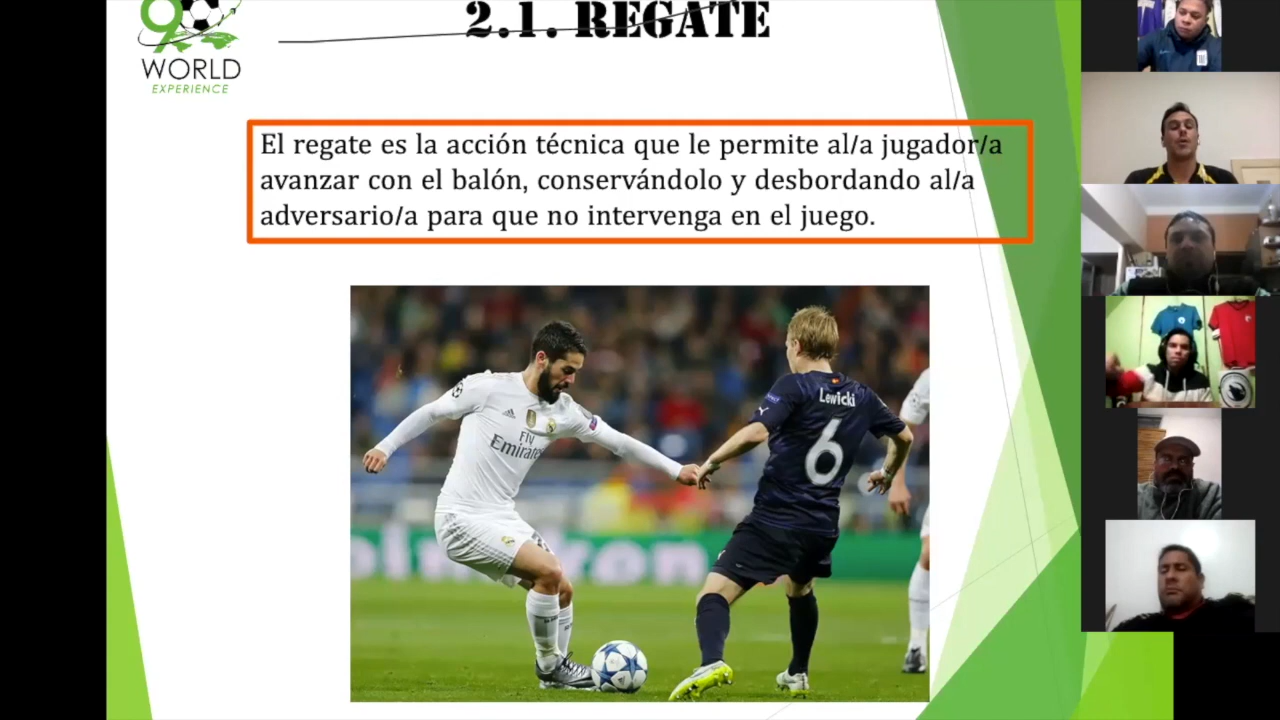 2.1. REGATE
90
WORLD
EXPERIENCE
El regate es la acción técnica que le permite al/a jugador/a
avanzar con el balón, conservándolo y desbordando al/a
adversario/a para que no intervenga en el juego.
Fly
Emirates
Lewicki
6